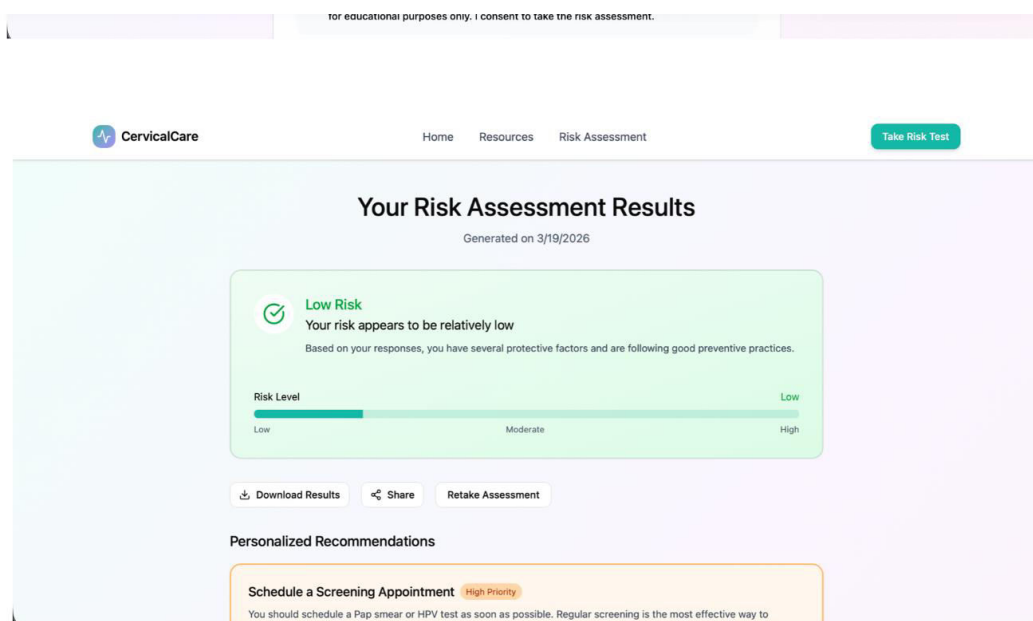 for educational purposes only. I consent to take the risk assessment.
CervicalCare
Home Resources Risk Assessment
Take Risk Test
Your Risk Assessment Results
Generated on 3/19/2026
Low Risk
Your risk appears to be relatively low
Based on your responses, you have several protective factors and are following good preventive practices.
Risk Level Low
Low Moderate High
Download Results Share Retake Assessment
Personalized Recommendations
Schedule a Screening Appointment High Priority
You should schedule a Pap smear or HPV test as soon as possible. Regular screening is the most effective way to